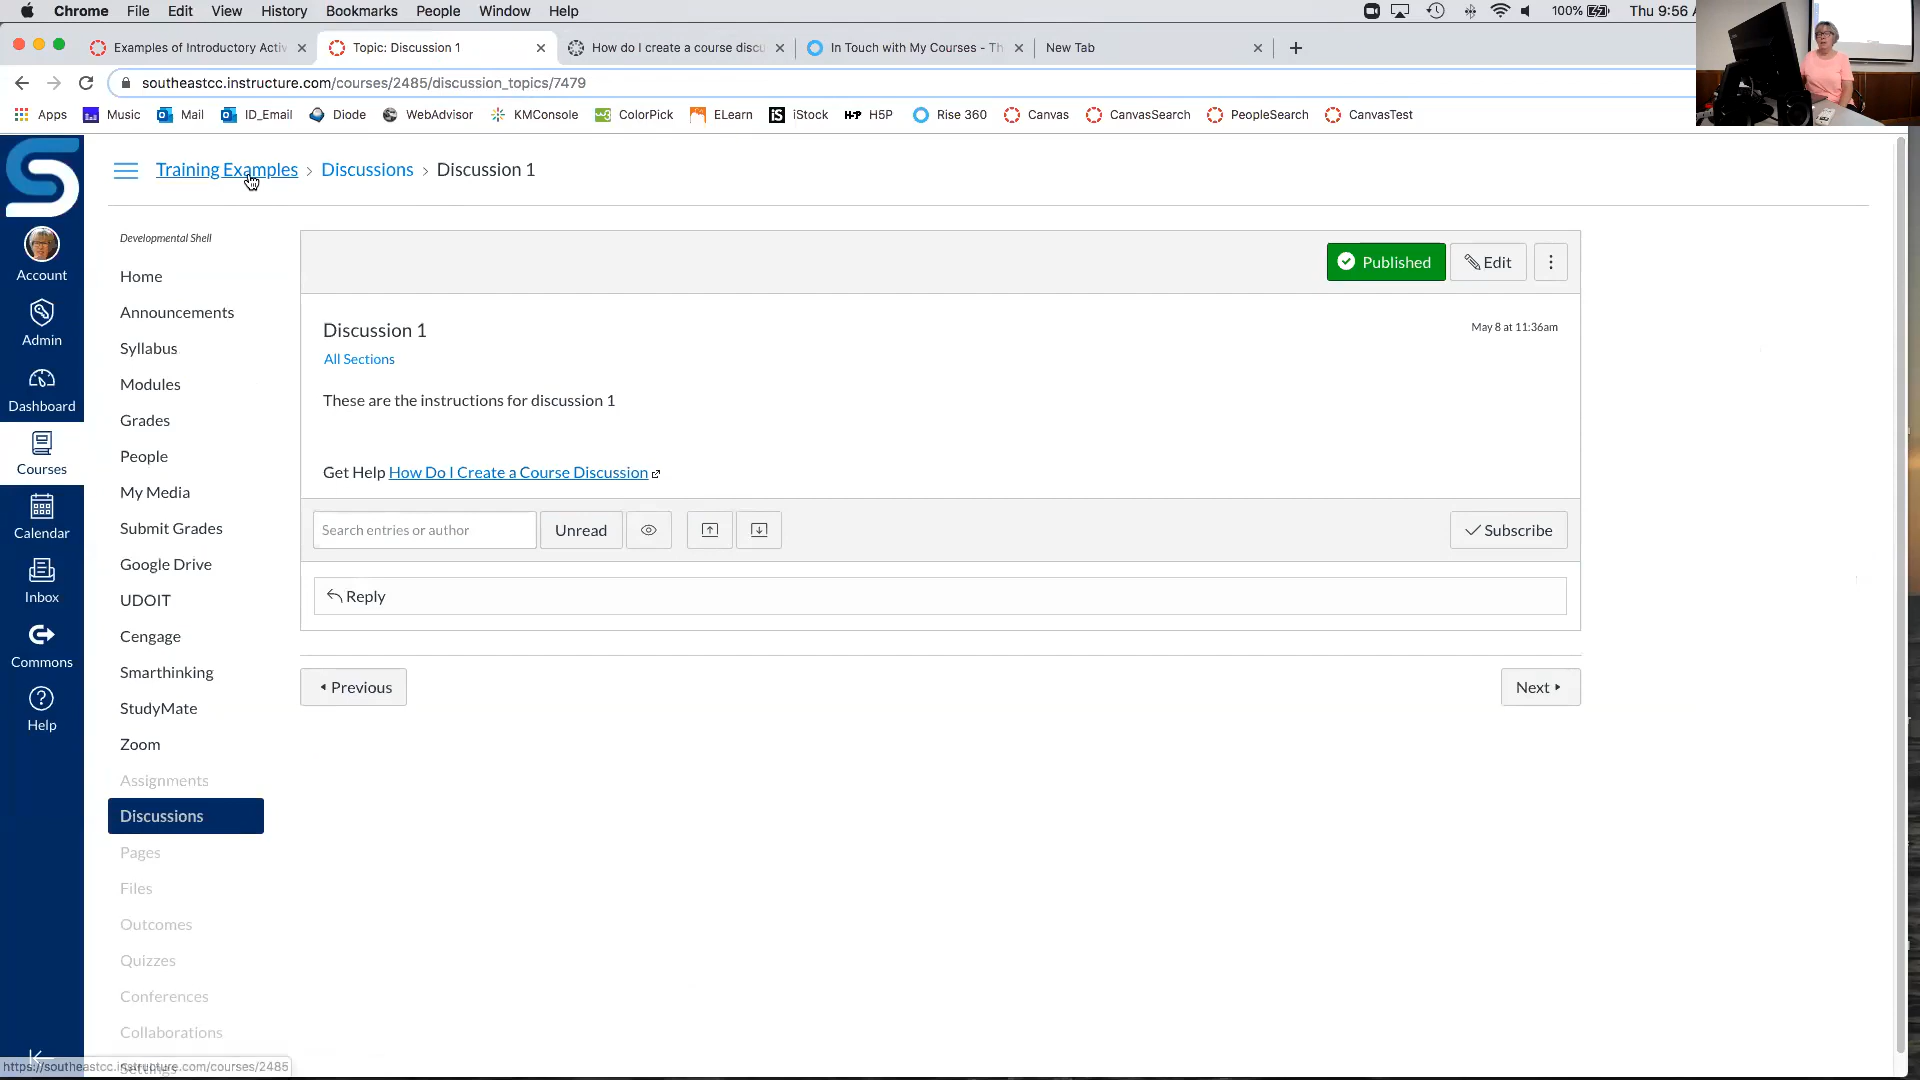 Chrome File Edit View History Bookmarks People Window Help 100% Thu 9:56
Examples of Introductory Activ
Topic: Discussion 1
How do I create a course discu
In Touch with My Courses - Th
New Tab
southeastcc.instructure.com/courses/2485/discussion_topics/7479
Apps Music Mail ID_Email Diode WebAdvisor KMConsole ColorPick ELearn iStock H5P Rise 360 Canvas CanvasSearch PeopleSearch CanvasTest
Training Examples > Discussions > Discussion 1
Account
Admin
Dashboard
Courses
Calendar
Inbox
Commons
Help
Developmental Shell
Home
Announcements
Syllabus
Modules
Grades
People
My Media
Submit Grades
Google Drive
UDOIT
Cengage
Smarthinking
StudyMate
Zoom
Assignments
Discussions
Pages
Files
Outcomes
Quizzes
Conferences
Collaborations
Settings
Published
Edit
Discussion 1
May 8 at 11:36am
All Sections
These are the instructions for discussion 1
Get Help How Do I Create a Course Discussion
Search entries or author
Unread
Subscribe
Reply
Previous
Next
https://southeastcc.instructure.com/courses/2485